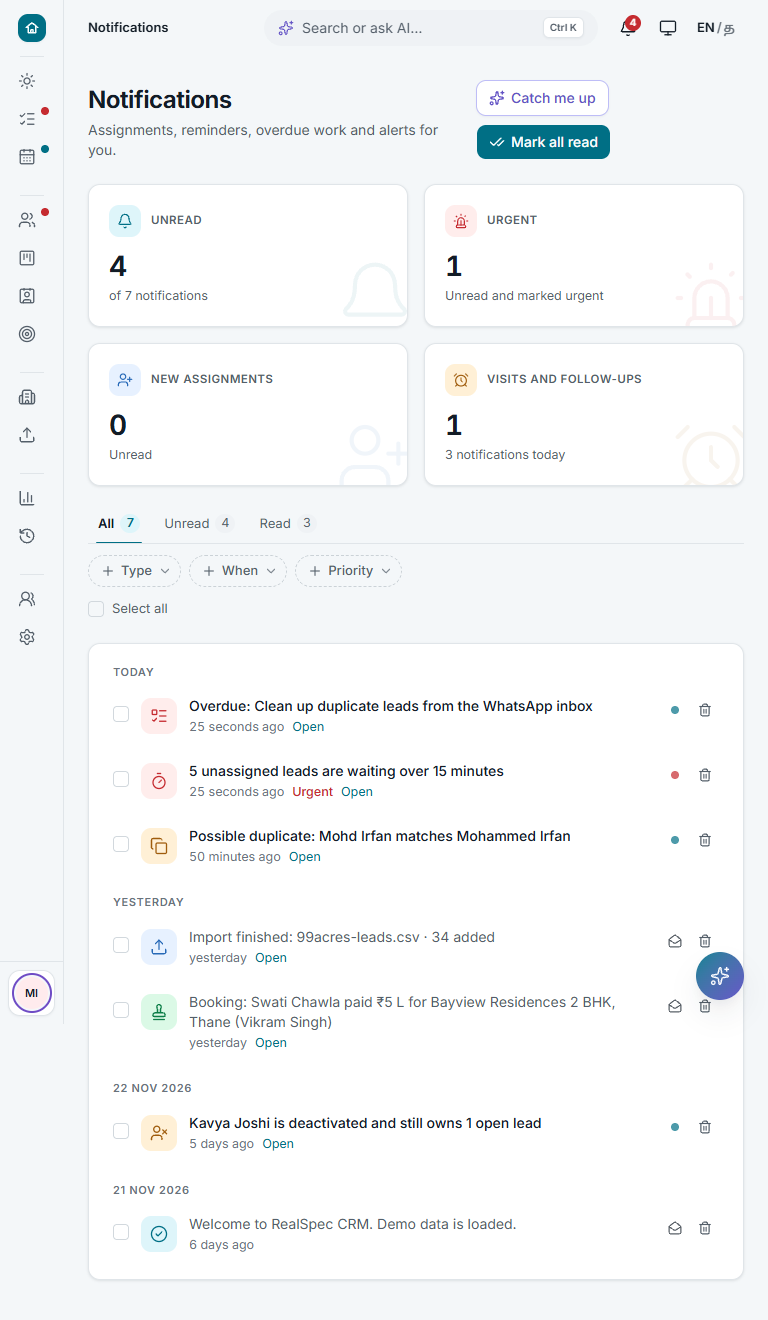 Notifications
Search or ask AI...
Ctrl K
4
EN / த
Notifications
Catch me up
Assignments, reminders, overdue work and alerts for
you.
Mark all read
UNREAD
4
of 7 notifications
URGENT
1
Unread and marked urgent
NEW ASSIGNMENTS
0
Unread
VISITS AND FOLLOW-UPS
1
3 notifications today
All 7
Unread 4
Read 3
Type
When
Priority
Select all
TODAY
Overdue: Clean up duplicate leads from the WhatsApp inbox
25 seconds ago Open
5 unassigned leads are waiting over 15 minutes
25 seconds ago Urgent Open
Possible duplicate: Mohd Irfan matches Mohammed Irfan
50 minutes ago Open
YESTERDAY
Import finished: 99acres-leads.csv · 34 added
yesterday Open
MI
Booking: Swati Chawla paid ₹5 L for Bayview Residences 2 BHK,
Thane (Vikram Singh)
yesterday Open
22 NOV 2026
Kavya Joshi is deactivated and still owns 1 open lead
5 days ago Open
21 NOV 2026
Welcome to RealSpec CRM. Demo data is loaded.
6 days ago